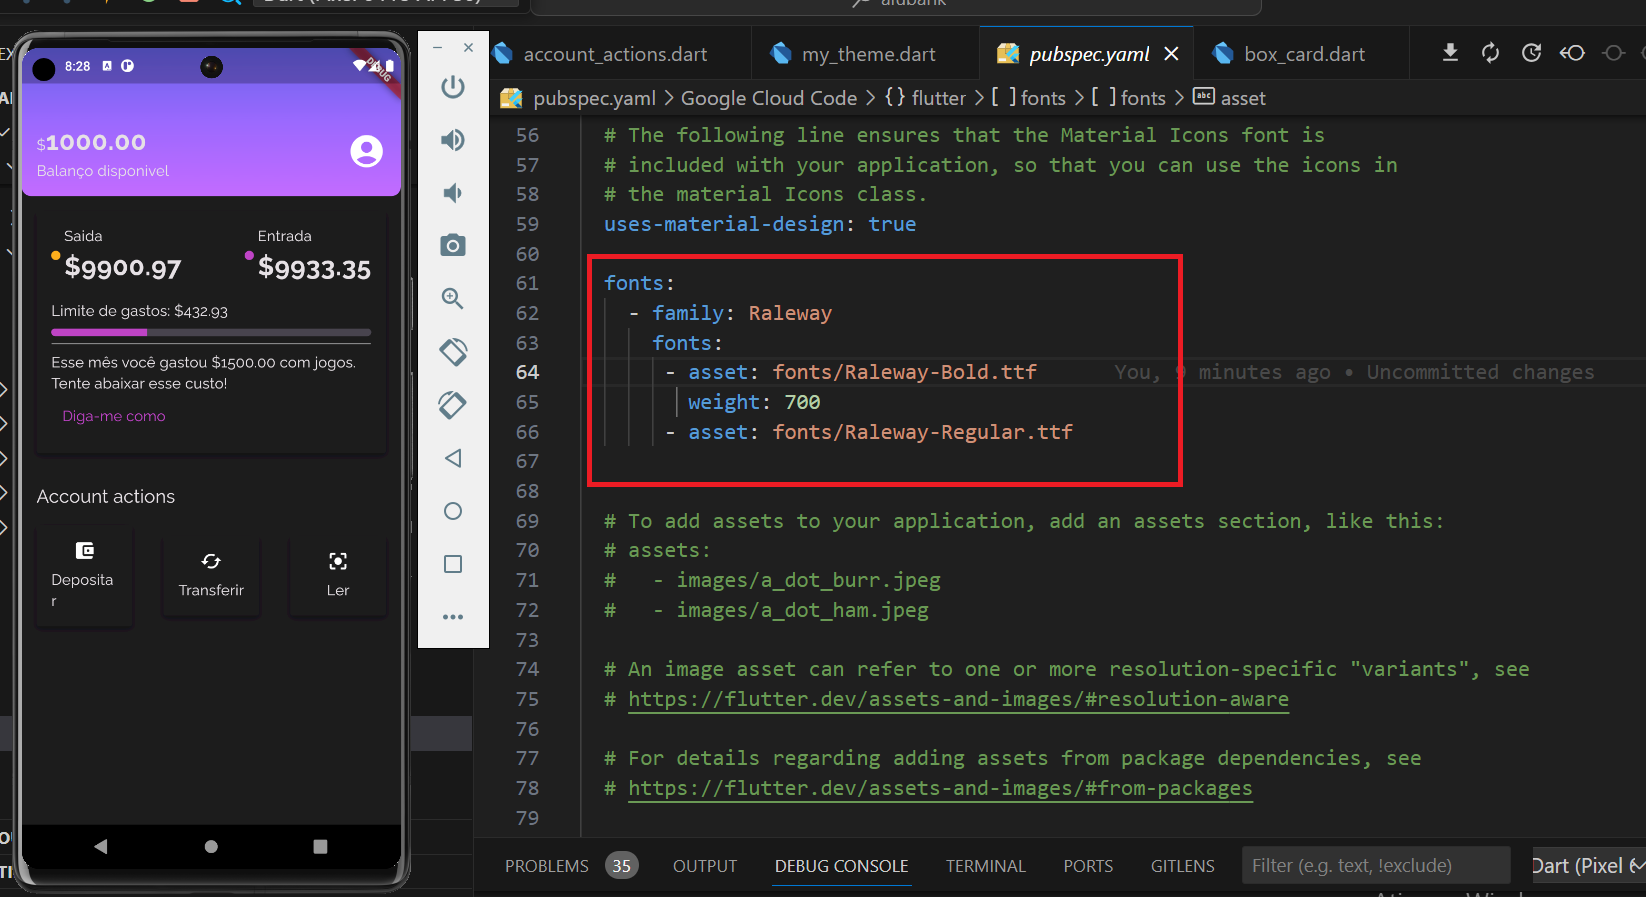 8:28
DEBUG
$1000.00
Balanço disponivel
Saida
$9900.97
Entrada
$9933.35
Limite de gastos: $432.93
Esse mês você gastou $1500.00 com jogos.
Tente abaixar esse custo!
Diga-me como
Account actions
Deposita
r
Transferir
Ler
account_actions.dart
my_theme.dart
pubspec.yaml
box_card.dart
pubspec.yaml > Google Cloud Code > {} flutter > [ ] fonts > [ ] fonts > abc asset
56 # The following line ensures that the Material Icons font is
57 # included with your application, so that you can use the icons in
58 # the material Icons class.
59 uses-material-design: true
60
61 fonts:
62 - family: Raleway
63 fonts:
64 - asset: fonts/Raleway-Bold.ttf You, 9 minutes ago • Uncommitted changes
65 weight: 700
66 - asset: fonts/Raleway-Regular.ttf
67
68
69 # To add assets to your application, add an assets section, like this:
70 # assets:
71 # - images/a_dot_burr.jpeg
72 # - images/a_dot_ham.jpeg
73
74 # An image asset can refer to one or more resolution-specific "variants", see
75 # https://flutter.dev/assets-and-images/#resolution-aware
76
77 # For details regarding adding assets from package dependencies, see
78 # https://flutter.dev/assets-and-images/#from-packages
79
PROBLEMS 35 OUTPUT DEBUG CONSOLE TERMINAL PORTS GITLENS Filter (e.g. text, !exclude) Dart (Pixel 6